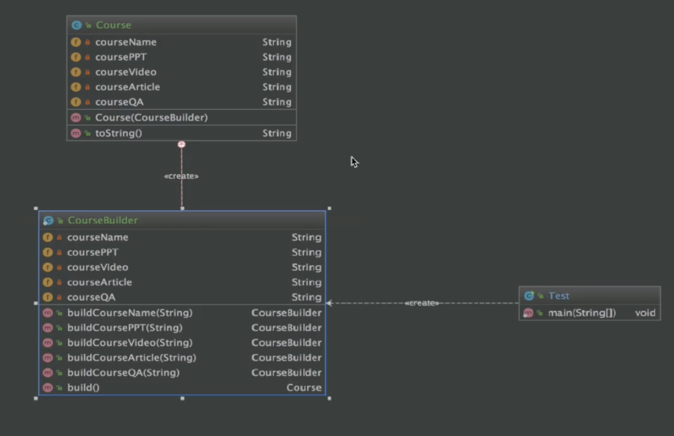 Course
courseName String
coursePPT String
courseVideo String
courseArticle String
courseQA String
Course(CourseBuilder)
toString() String
«create»
CourseBuilder
courseName String
coursePPT String
courseVideo String
courseArticle String
courseQA String
buildCourseName(String) CourseBuilder
buildCoursePPT(String) CourseBuilder
buildCourseVideo(String) CourseBuilder
buildCourseArticle(String) CourseBuilder
buildCourseQA(String) CourseBuilder
build() Course
«create»
Test
main(String[]) void